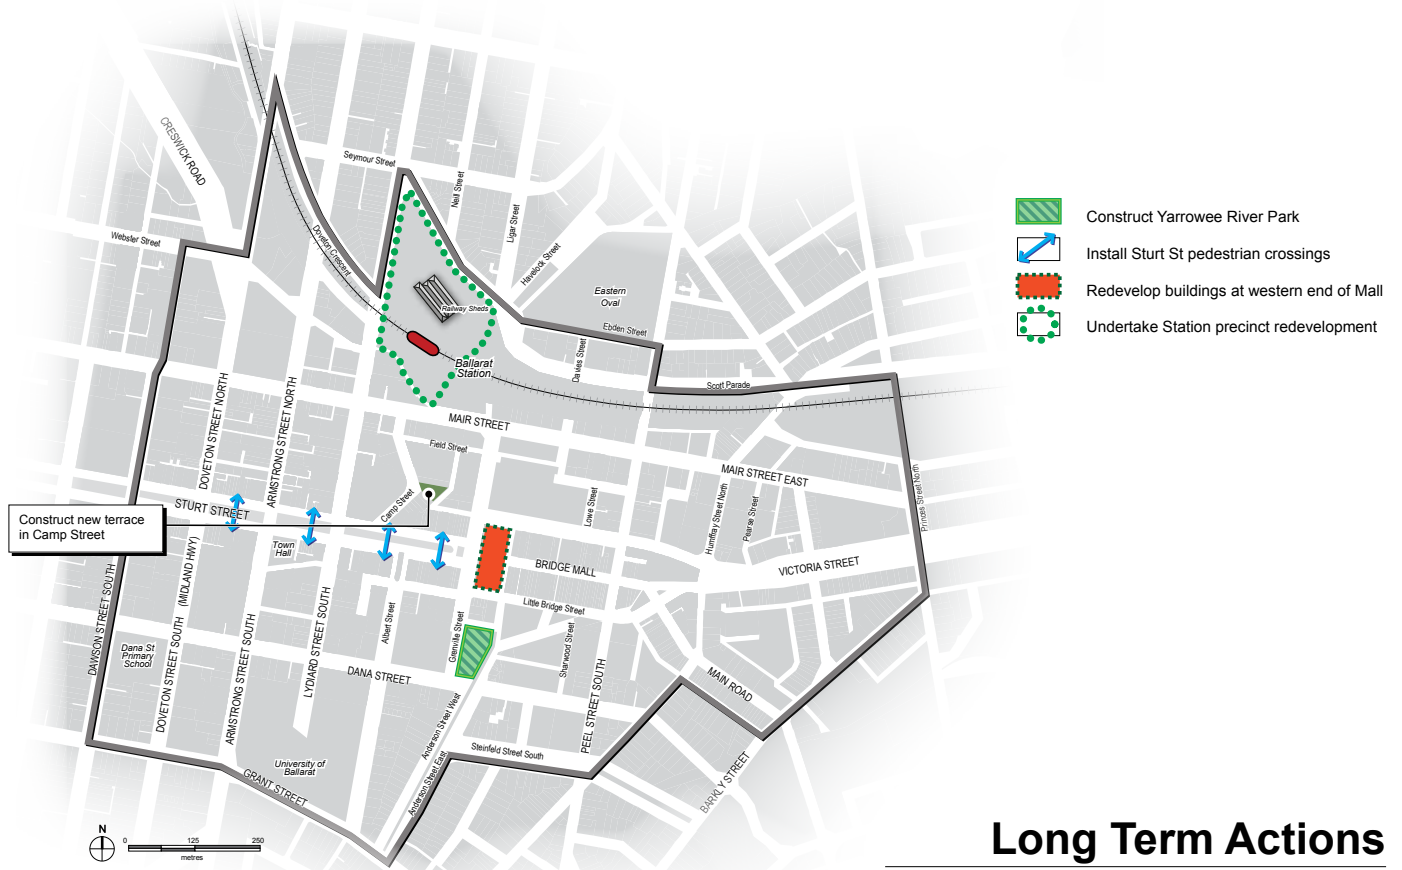 CRESWICK ROAD
Seymour Street
Neill Street
Ligar Street
Webster Street
Doveton Crescent
Havelock Street
Eastern
Oval
Railway Sheds
Ebden Street
Ballarat
Station
Davies Street
Scott Parade
DOVETON STREET NORTH
ARMSTRONG STREET NORTH
MAIR STREET
Field Street
MAIR STREET EAST
Princes Street North
Camp Street
Lowe Street
Humffray Street North
Pearse Street
STURT STREET
Construct new terrace
in Camp Street
Town
Hall
(MIDLAND HWY)
BRIDGE MALL
VICTORIA STREET
Little Bridge Street
DAWSON STREET SOUTH
Dana St
Primary
School
DOVETON STREET SOUTH
ARMSTRONG STREET SOUTH
LYDIARD STREET SOUTH
Albert Street
Grenville Street
DANA STREET
Sharwood Street
PEEL STREET SOUTH
MAIN ROAD
Anderson Street West
Anderson Street East
Steinfeld Street South
BARKLY STREET
University of
Ballarat
GRANT STREET
N
0 125 250
metres
Construct Yarrowee River Park
Install Sturt St pedestrian crossings
Redevelop buildings at western end of Mall
Undertake Station precinct redevelopment
Long Term Actions